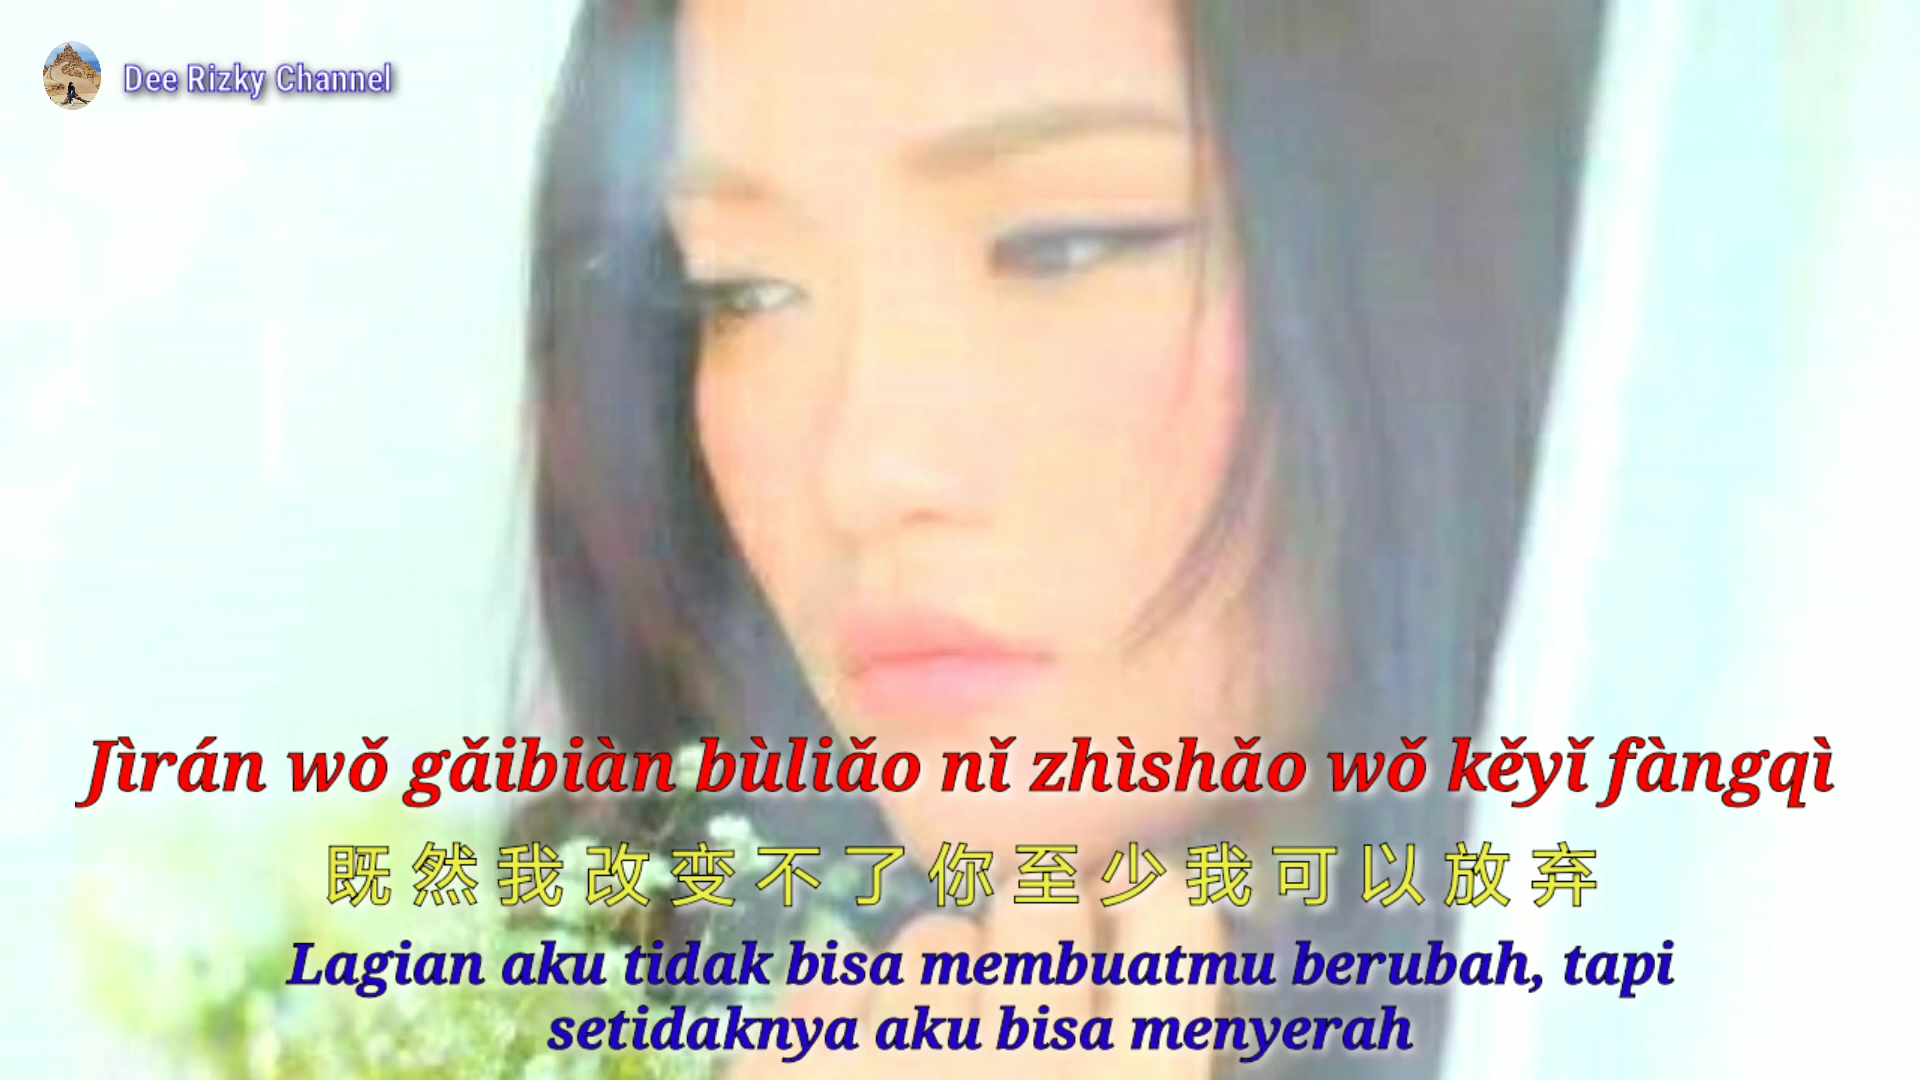 Dee Rizky Channel
Jìrán wǒ gǎibiàn bùliǎo nǐ zhìshǎo wǒ kěyǐ fàngqì
既然我改变不了你至少我可以放弃
Lagian aku tidak bisa membuatmu berubah, tapi
setidaknya aku bisa menyerah